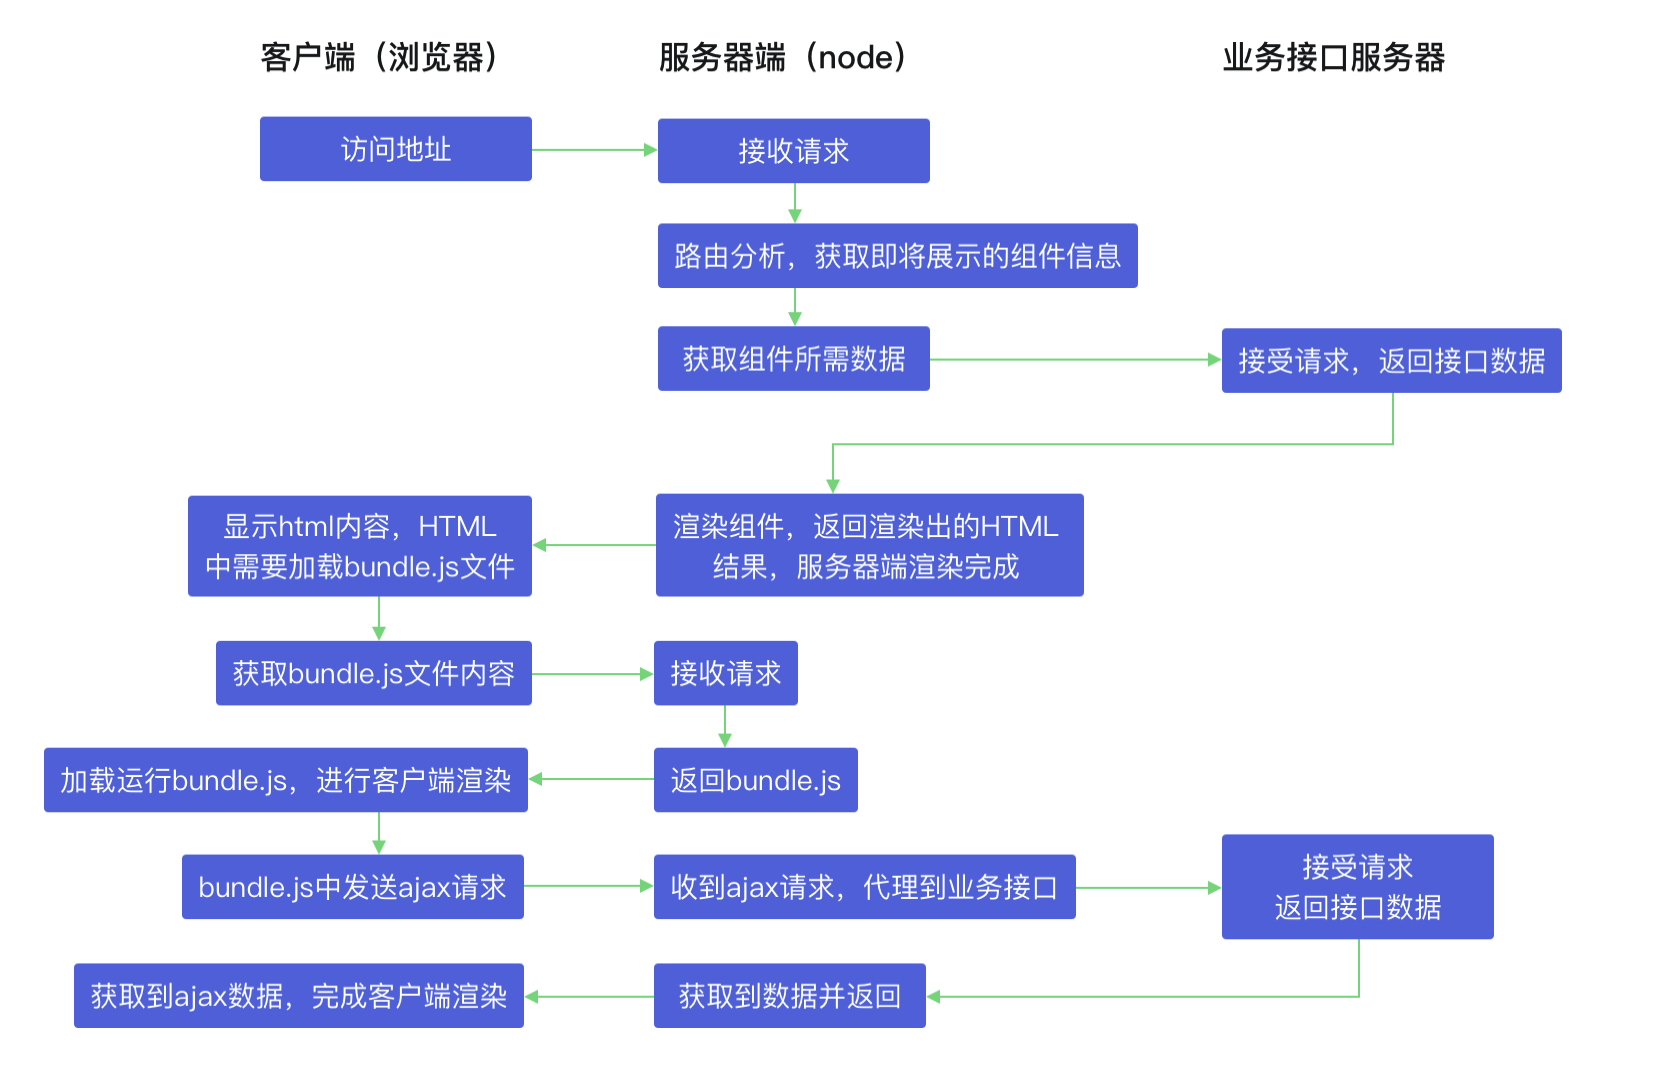 客户端（浏览器）
服务器端（node）
业务接口服务器
访问地址
接收请求
路由分析，获取即将展示的组件信息
获取组件所需数据
接受请求，返回接口数据
渲染组件，返回渲染出的HTML
结果，服务器端渲染完成
显示html内容，HTML
中需要加载bundle.js文件
获取bundle.js文件内容
接收请求
返回bundle.js
加载运行bundle.js，进行客户端渲染
bundle.js中发送ajax请求
收到ajax请求，代理到业务接口
接受请求
返回接口数据
获取到数据并返回
获取到ajax数据，完成客户端渲染